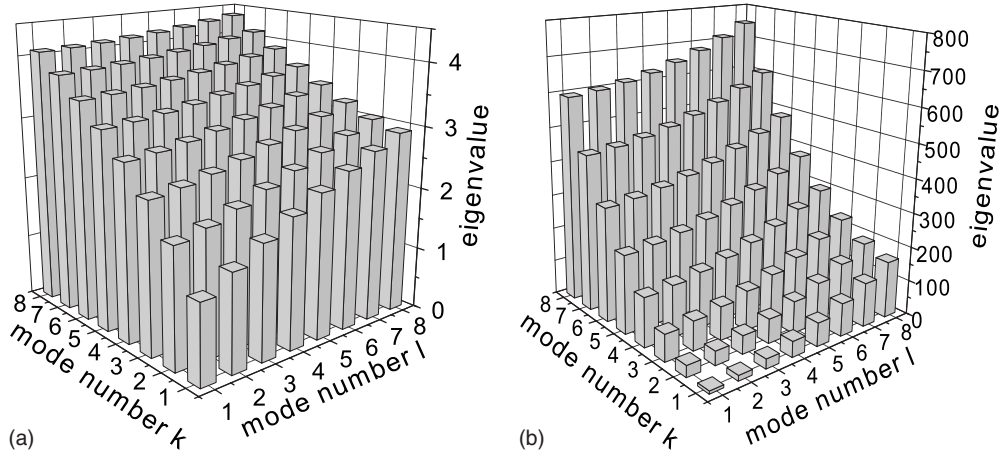 4
3
2
1
0
eigenvalue
8 7 6 5 4 3 2 1
mode number k
1 2 3 4 5 6 7 8
mode number l
(a)
800
700
600
500
400
300
200
100
0
eigenvalue
8 7 6 5 4 3 2 1
mode number k
1 2 3 4 5 6 7 8
mode number l
(b)